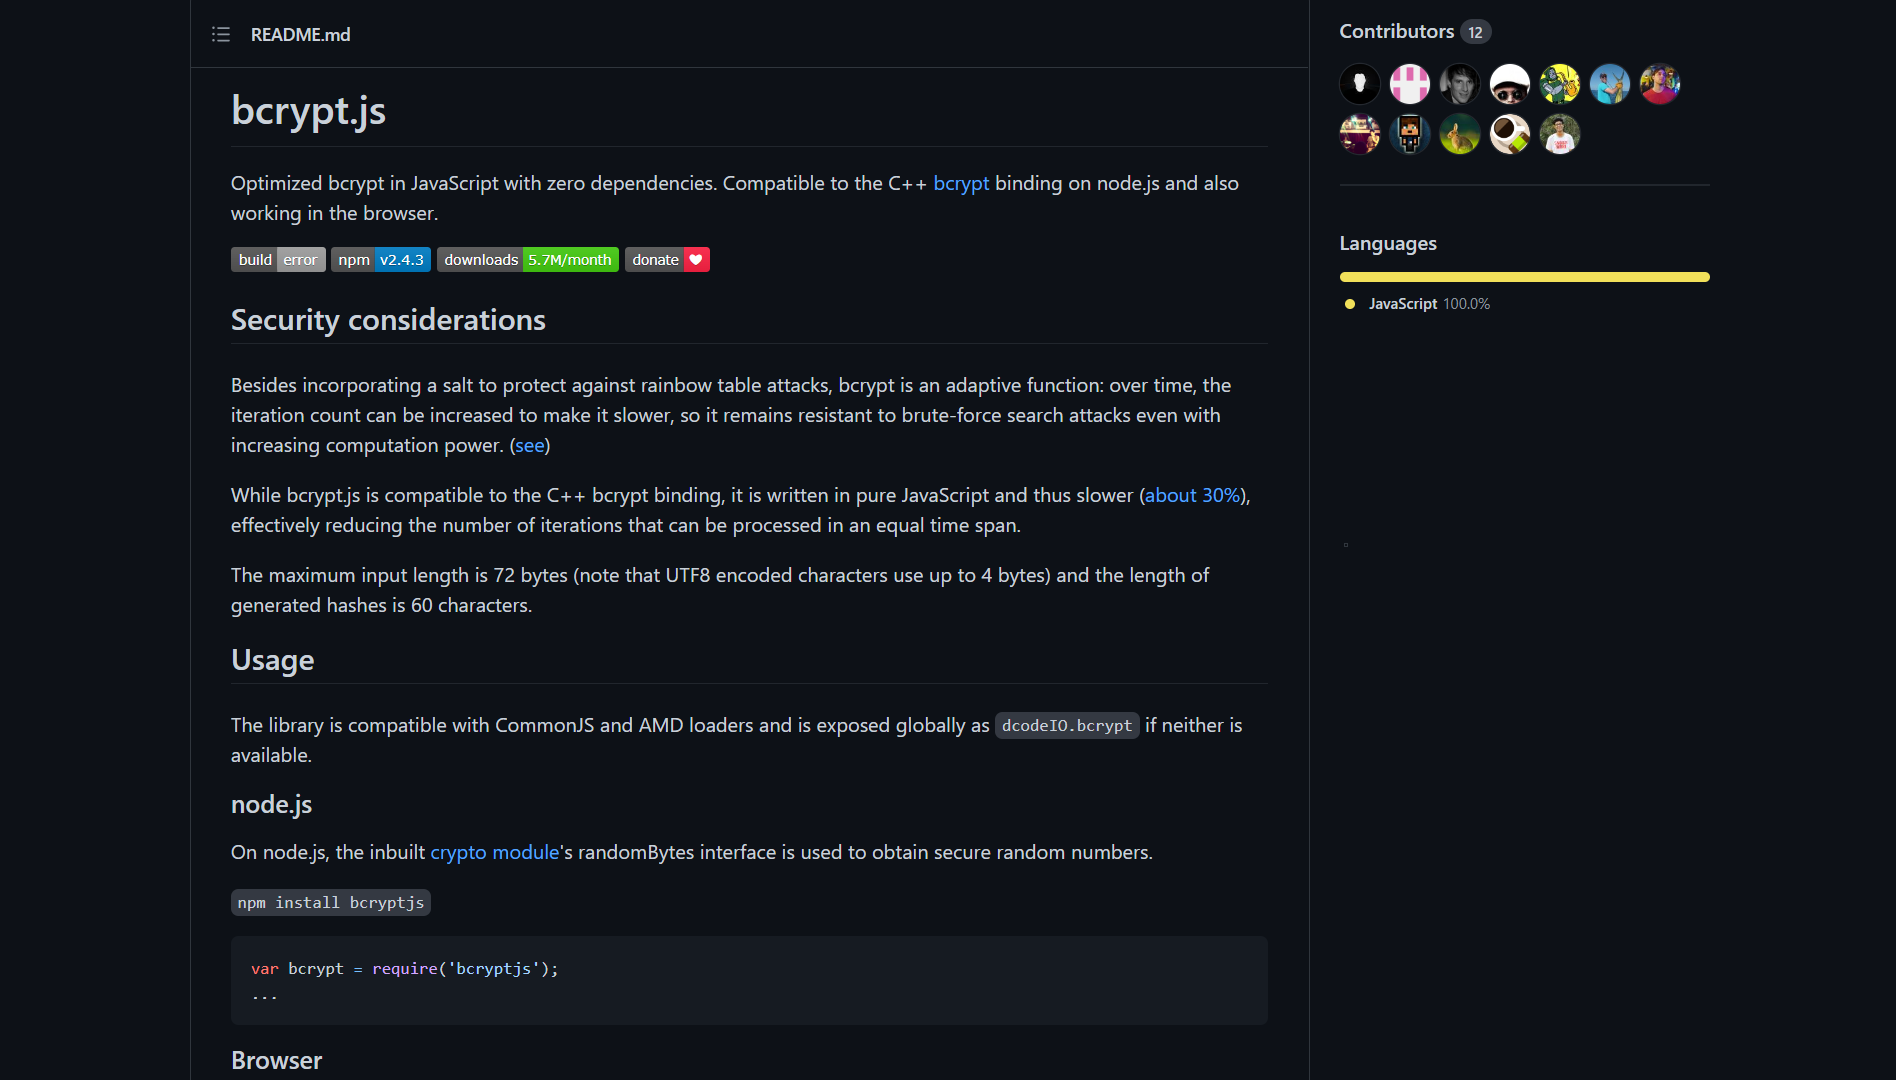 README.md
bcrypt.js
Optimized bcrypt in JavaScript with zero dependencies. Compatible to the C++ bcrypt binding on node.js and also
working in the browser.
build error npm v2.4.3 downloads 5.7M/month donate
Security considerations
Besides incorporating a salt to protect against rainbow table attacks, bcrypt is an adaptive function: over time, the
iteration count can be increased to make it slower, so it remains resistant to brute-force search attacks even with
increasing computation power. (see)
While bcrypt.js is compatible to the C++ bcrypt binding, it is written in pure JavaScript and thus slower (about 30%),
effectively reducing the number of iterations that can be processed in an equal time span.
The maximum input length is 72 bytes (note that UTF8 encoded characters use up to 4 bytes) and the length of
generated hashes is 60 characters.
Usage
The library is compatible with CommonJS and AMD loaders and is exposed globally as dcodeIO.bcrypt if neither is
available.
node.js
On node.js, the inbuilt crypto module's randomBytes interface is used to obtain secure random numbers.
npm install bcryptjs
var bcrypt = require('bcryptjs');
...
Browser
Contributors 12
Languages
JavaScript 100.0%